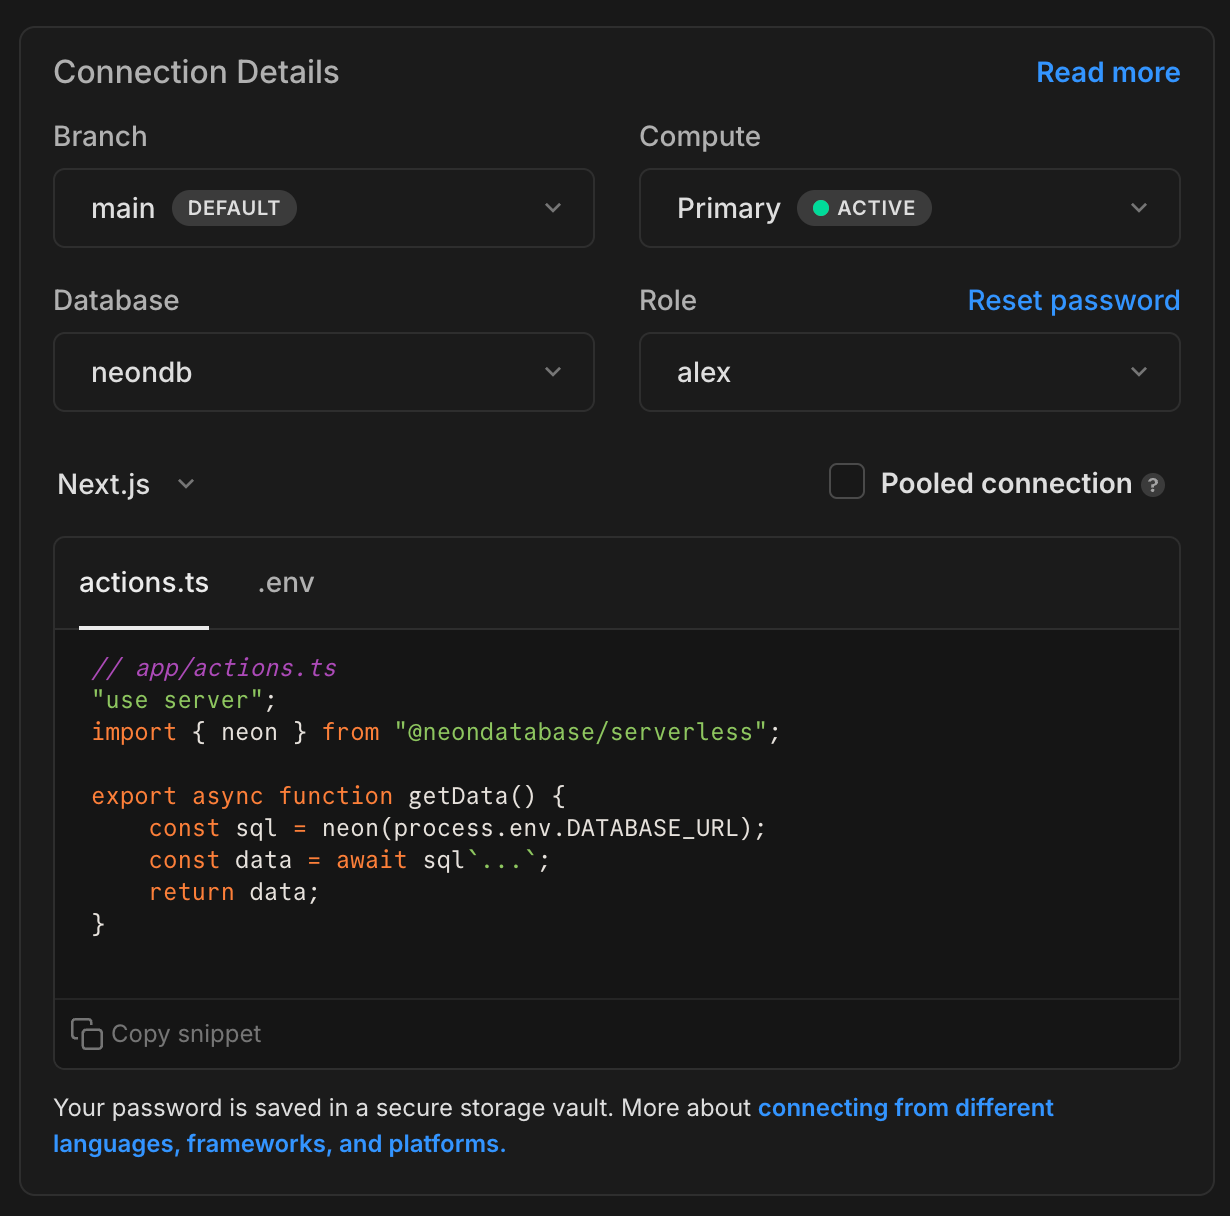 Connection Details
Read more
Branch
Compute
main DEFAULT
Primary ACTIVE
Database
Role
Reset password
neondb
alex
Next.js
Pooled connection ?
actions.ts
.env
// app/actions.ts
"use server";
import { neon } from "@neondatabase/serverless";
export async function getData() {
    const sql = neon(process.env.DATABASE_URL);
    const data = await sql`...`;
    return data;
}
Copy snippet
Your password is saved in a secure storage vault. More about connecting from different
languages, frameworks, and platforms.